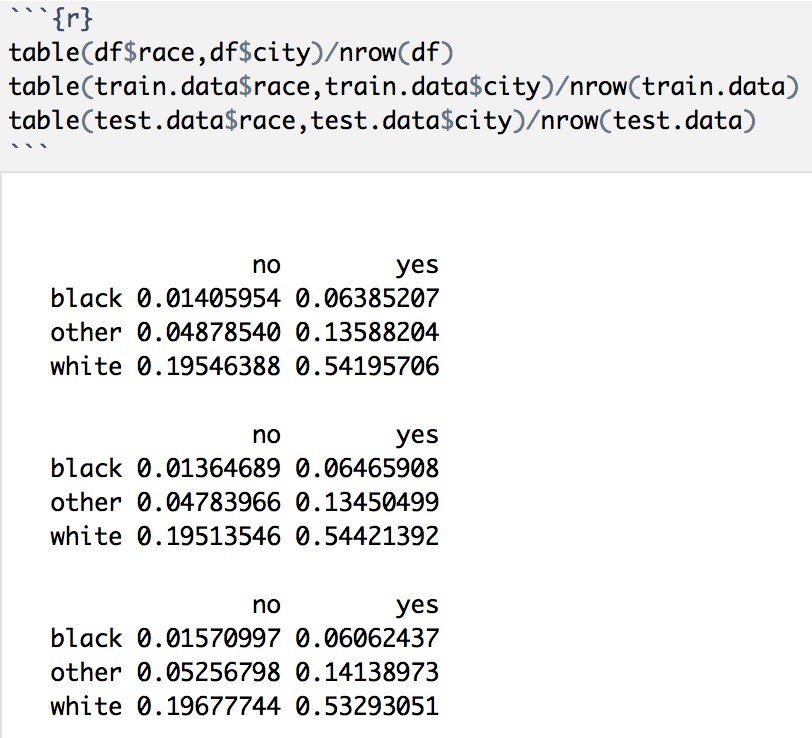 ```{r}
table(df$race,df$city)/nrow(df)
table(train.data$race,train.data$city)/nrow(train.data)
table(test.data$race,test.data$city)/nrow(test.data)
```
no yes
black 0.01405954 0.06385207
other 0.04878540 0.13588204
white 0.19546388 0.54195706
no yes
black 0.01364689 0.06465908
other 0.04783966 0.13450499
white 0.19513546 0.54421392
no yes
black 0.01570997 0.06062437
other 0.05256798 0.14138973
white 0.19677744 0.53293051